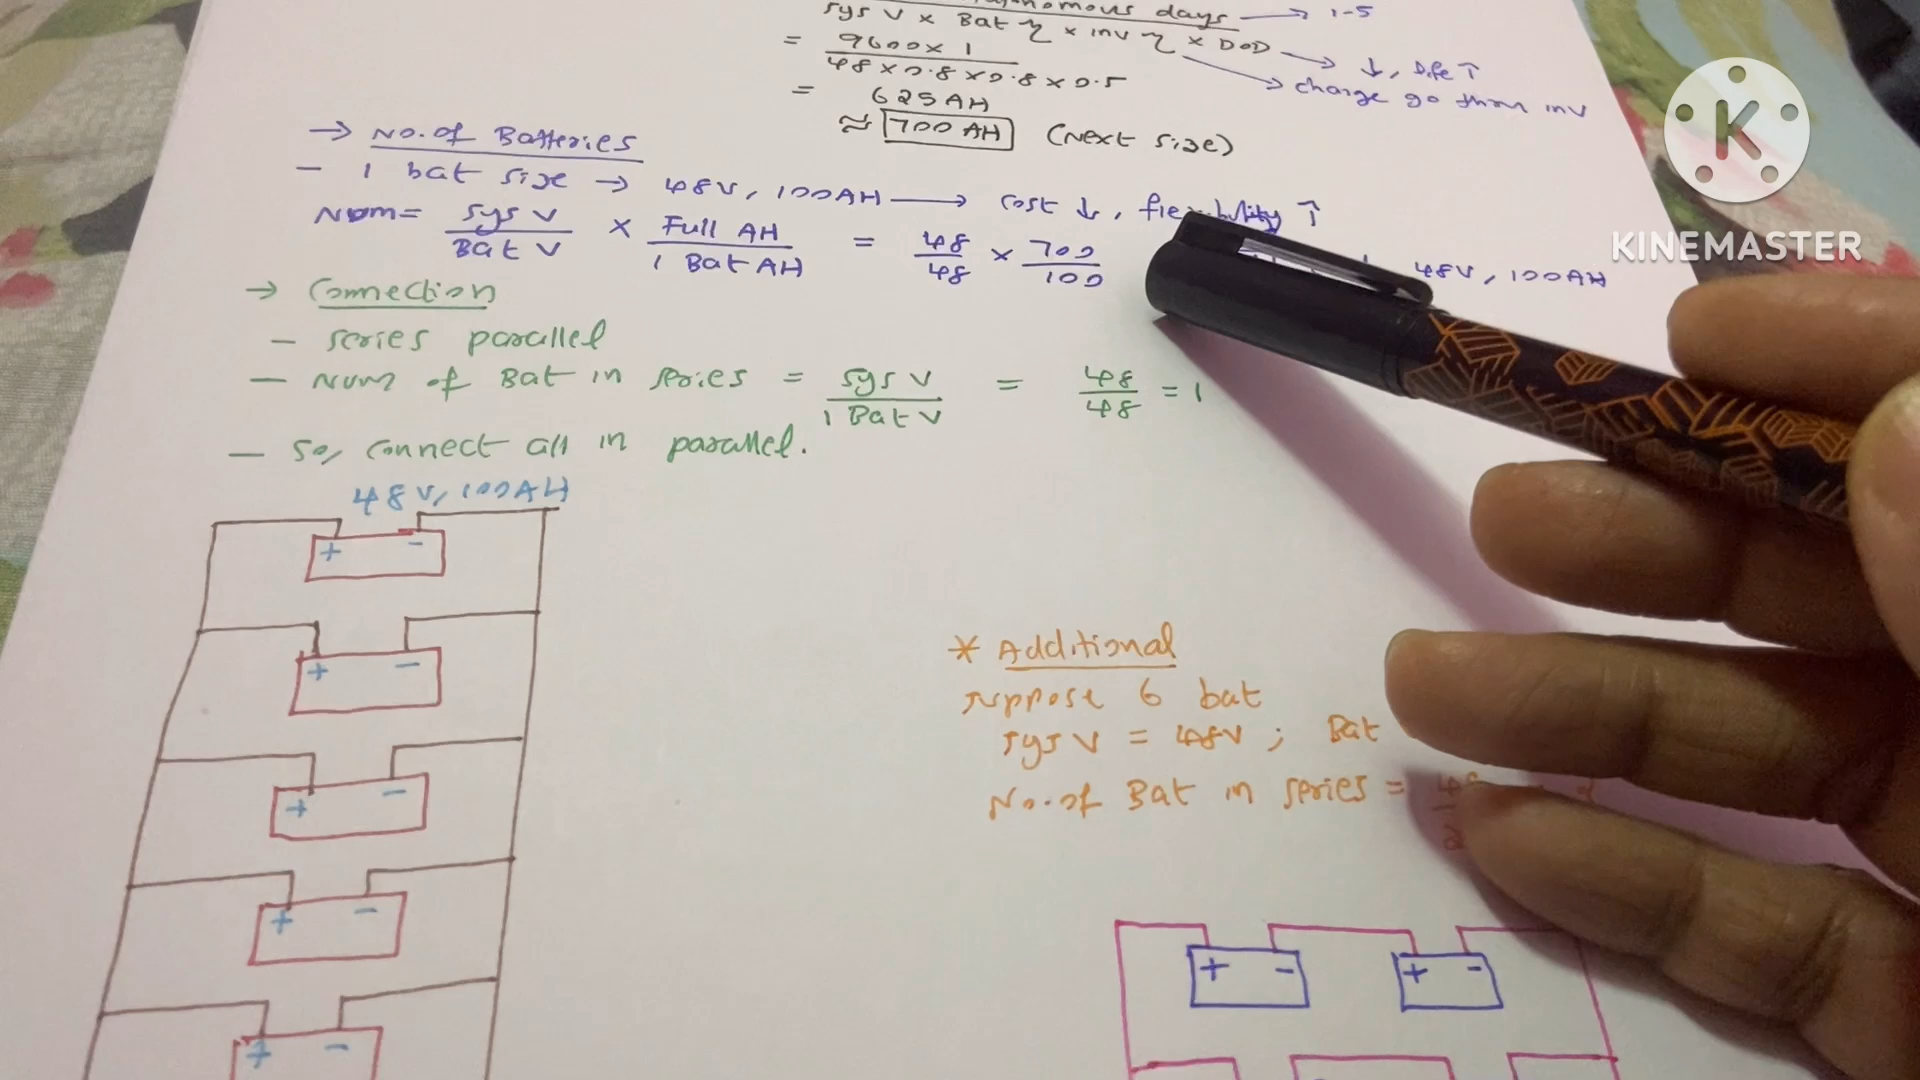 nomous days → 1-5
Sys V × Bat η × inv η × DOD → ↓, life ↑
= 9600 × 1
48 × 0.8 × 0.8 × 0.5 → charge go from inv
= 625 AH
≈ 700 AH (Next size)
→ No. of Batteries
- 1 bat size → 48V, 100AH → cost ↓, flexibility ↑
Num = Sys V / Bat V × Full AH / 1 Bat AH = 48/48 × 700/100 48V, 100AH
→ Connection
- series parallel
- Num of Bat in series = Sys V / 1 Bat V = 48/48 = 1
- So, connect all in parallel.
48V, 100AH
+ -
+ -
+ -
+ -
+ -
* Additional
suppose 6 bat
sys V = 48V ; Bat
No. of Bat in series =
+ - + -
K
KINEMASTER